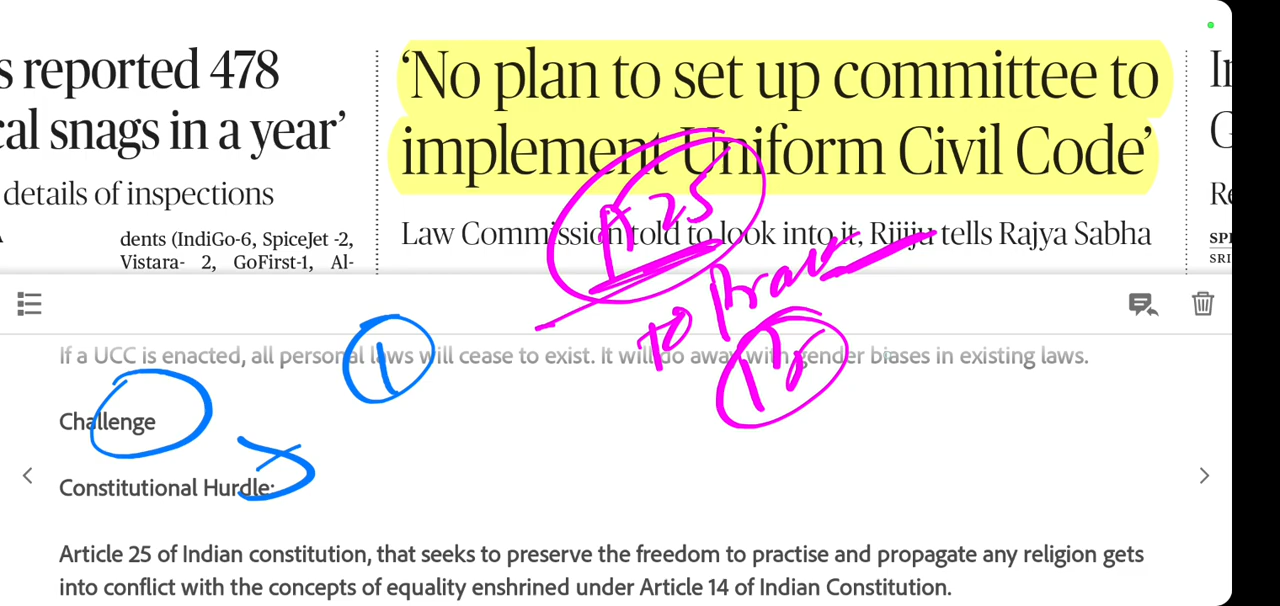 s reported 478
cal snags in a year’
details of inspections
dents (IndiGo-6, SpiceJet -2,
Vistara- 2, GoFirst-1, Al-
‘No plan to set up committee to
implement Uniform Civil Code’
Law Commission told to look into it, Rijiju tells Rajya Sabha
A 25
to
In
G
Re
SPI
SRI
If a UCC is enacted, all personal laws will cease to exist. It will do away with gender biases in existing laws.
1
Challenge
Constitutional Hurdle:
Article 25 of Indian constitution, that seeks to preserve the freedom to practise and propagate any religion gets
into conflict with the concepts of equality enshrined under Article 14 of Indian Constitution.